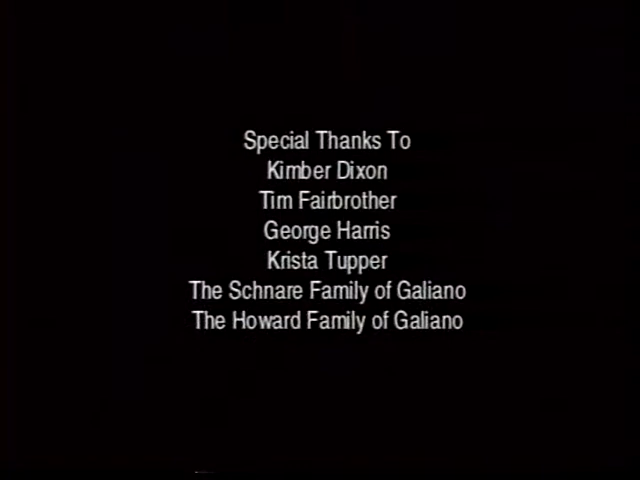 Special Thanks To
Kimber Dixon
Tim Fairbrother
George Harris
Krista Tupper
The Schnare Family of Galiano
The Howard Family of Galiano